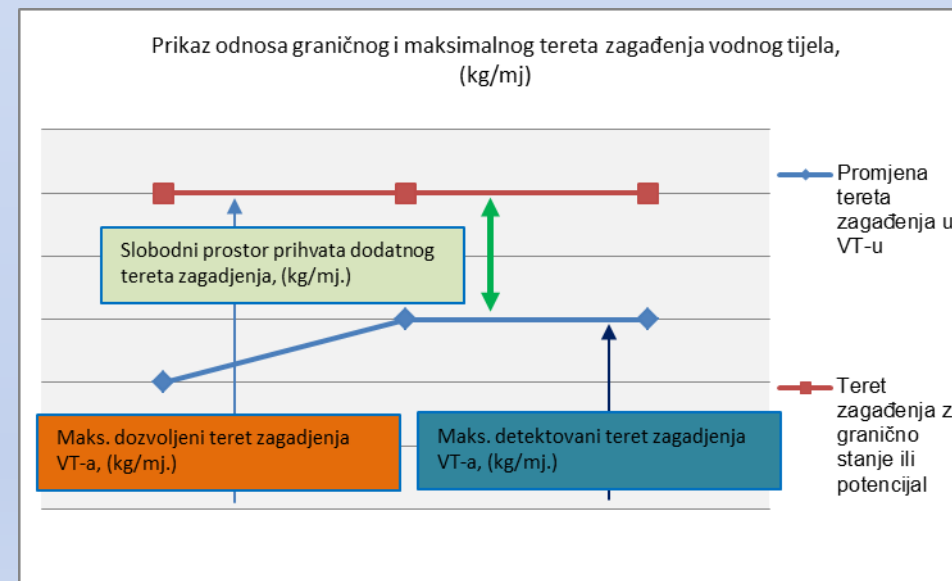 Prikaz odnosa graničnog i maksimalnog tereta zagađenja vodnog tijela,
(kg/mj)
Slobodni prostor prihvata dodatnog
tereta zagadjenja, (kg/mj.)
Maks. dozvoljeni teret zagadjenja
VT-a, (kg/mj.)
Maks. detektovani teret zagadjenja
VT-a, (kg/mj.)
Promjena
tereta
zagađenja u
VT-u
Teret
zagađenja z
granično
stanje ili
potencijal